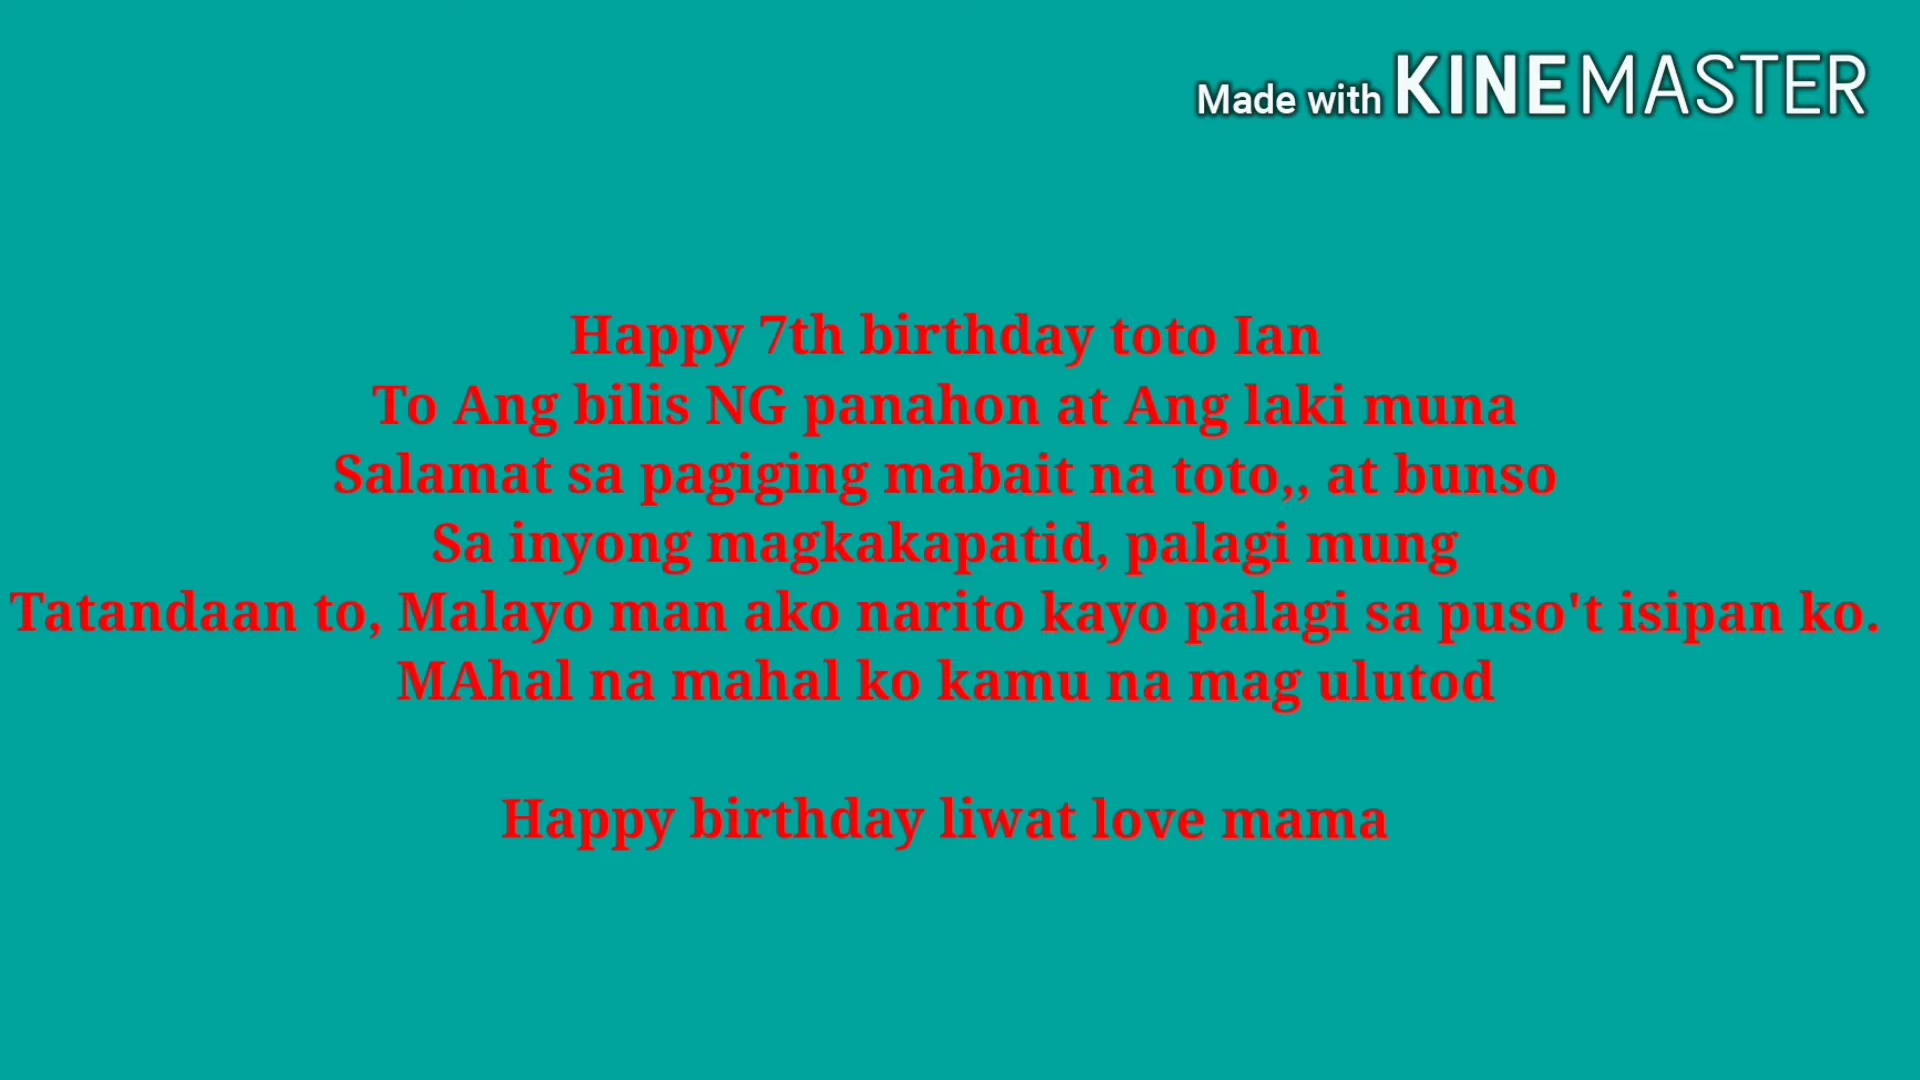 Made with KINEMASTER
Happy 7th birthday toto Ian
To Ang bilis NG panahon at Ang laki muna
Salamat sa pagiging mabait na toto,, at bunso
Sa inyong magkakapatid, palagi mung
Tatandaan to, Malayo man ako narito kayo palagi sa puso't isipan ko.
MAhal na mahal ko kamu na mag ulutod
Happy birthday liwat love mama